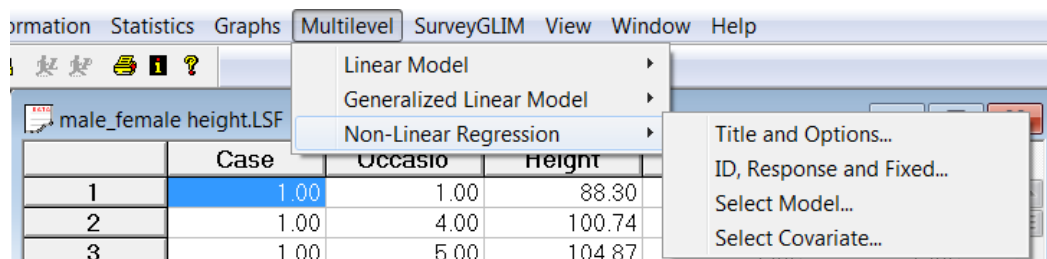 ormation Statistics Graphs Multilevel SurveyGLIM View Window Help
Linear Model
Generalized Linear Model
Non-Linear Regression
Title and Options...
ID, Response and Fixed...
Select Model...
Select Covariate...
male_female height.LSF
Case Occasio Height
1 1.00 1.00 88.30
2 1.00 4.00 100.74
3 1.00 5.00 104.87